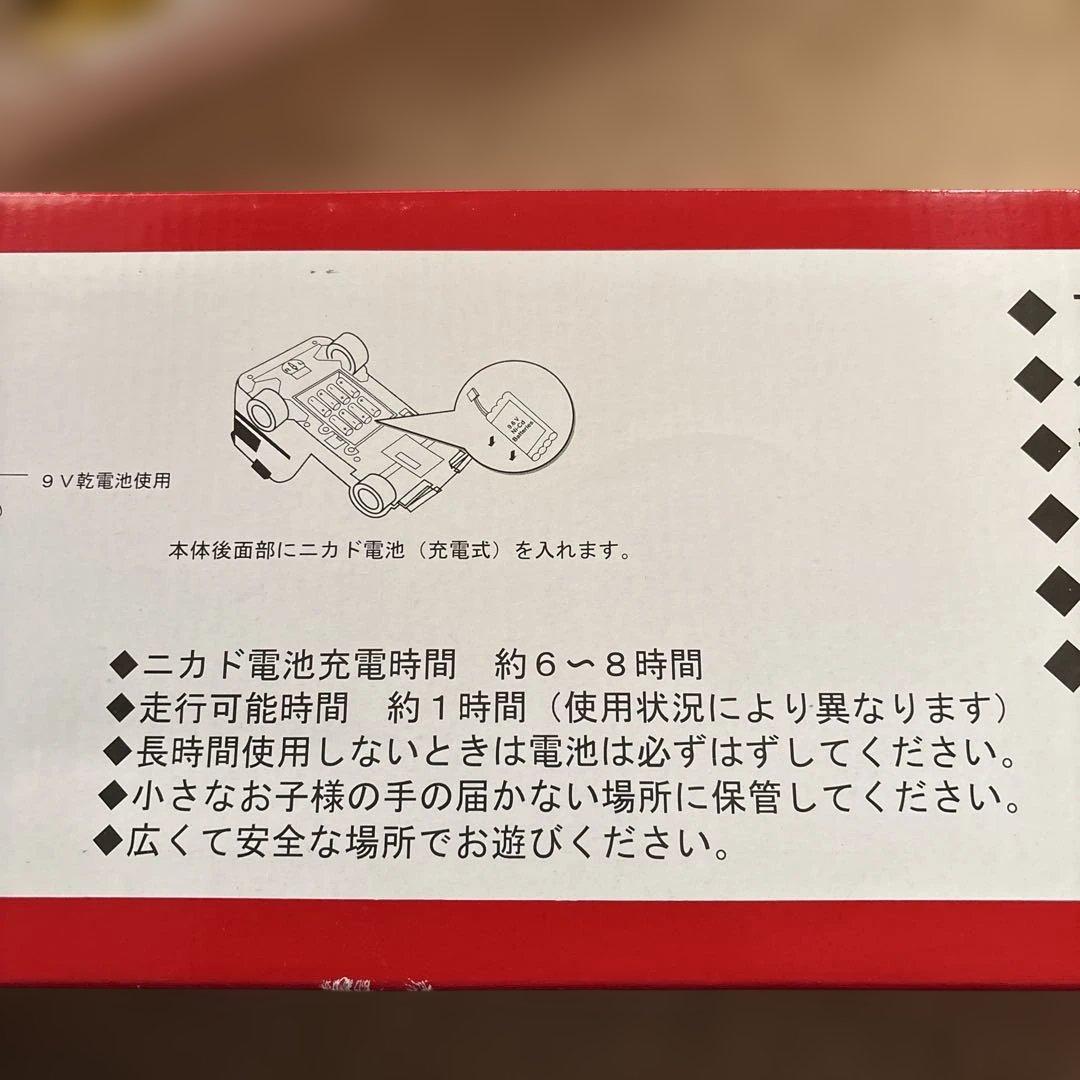 9.6V
Ni-Cd
Batteries
9V乾電池使用
本体後面部にニカド電池（充電式）を入れます。
◆ニカド電池充電時間　約6〜8時間
◆走行可能時間　約1時間（使用状況により異なります）
◆長時間使用しないときは電池は必ずはずしてください。
◆小さなお子様の手の届かない場所に保管してください。
◆広くて安全な場所でお遊びください。